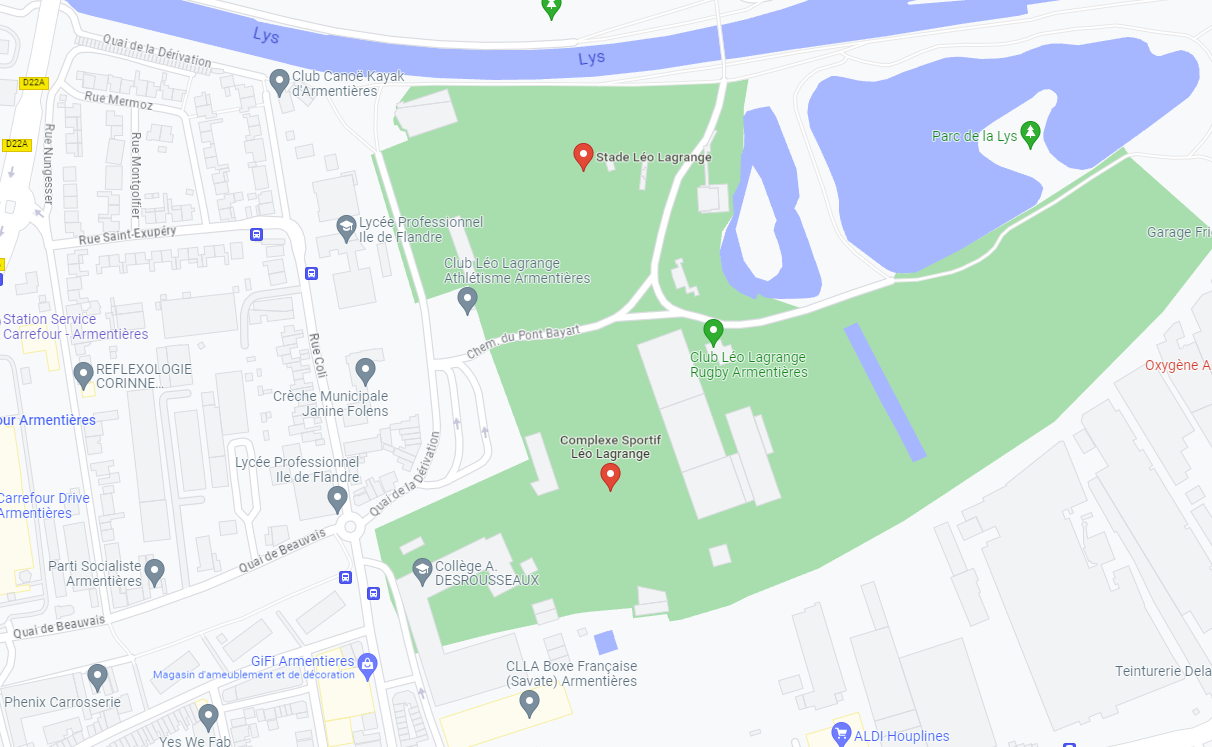 Lys
Lys
Quai de la Dérivation
D22A
Club Canoë Kayak
d'Armentières
Rue Mermoz
Rue Nungesser
Rue Montgolfier
D22A
Parc de la Lys
Stade Léo Lagrange
Lycée Professionnel
Ile de Flandre
Rue Saint-Exupéry
Garage Fri
Club Léo Lagrange
Athlétisme Armentières
Station Service
Carrefour - Armentières
Chem. du Pont Bayart
Rue Coli
REFLEXOLOGIE
CORINNE...
Club Léo Lagrange
Rugby Armentières
Oxygène A
Crèche Municipale
Janine Folens
our Armentières
Complexe Sportif
Léo Lagrange
Quai de la Dérivation
Lycée Professionnel
Ile de Flandre
Carrefour Drive
Armentières
Quai de Beauvais
Parti Socialiste
Armentières
Collège A.
DESROUSSEAUX
Quai de Beauvais
GiFi Armentieres
Magasin d'ameublement et de décoration
CLLA Boxe Française
(Savate) Armentières
Teinturerie Dela
Phenix Carrosserie
Yes We Fab
ALDI Houplines